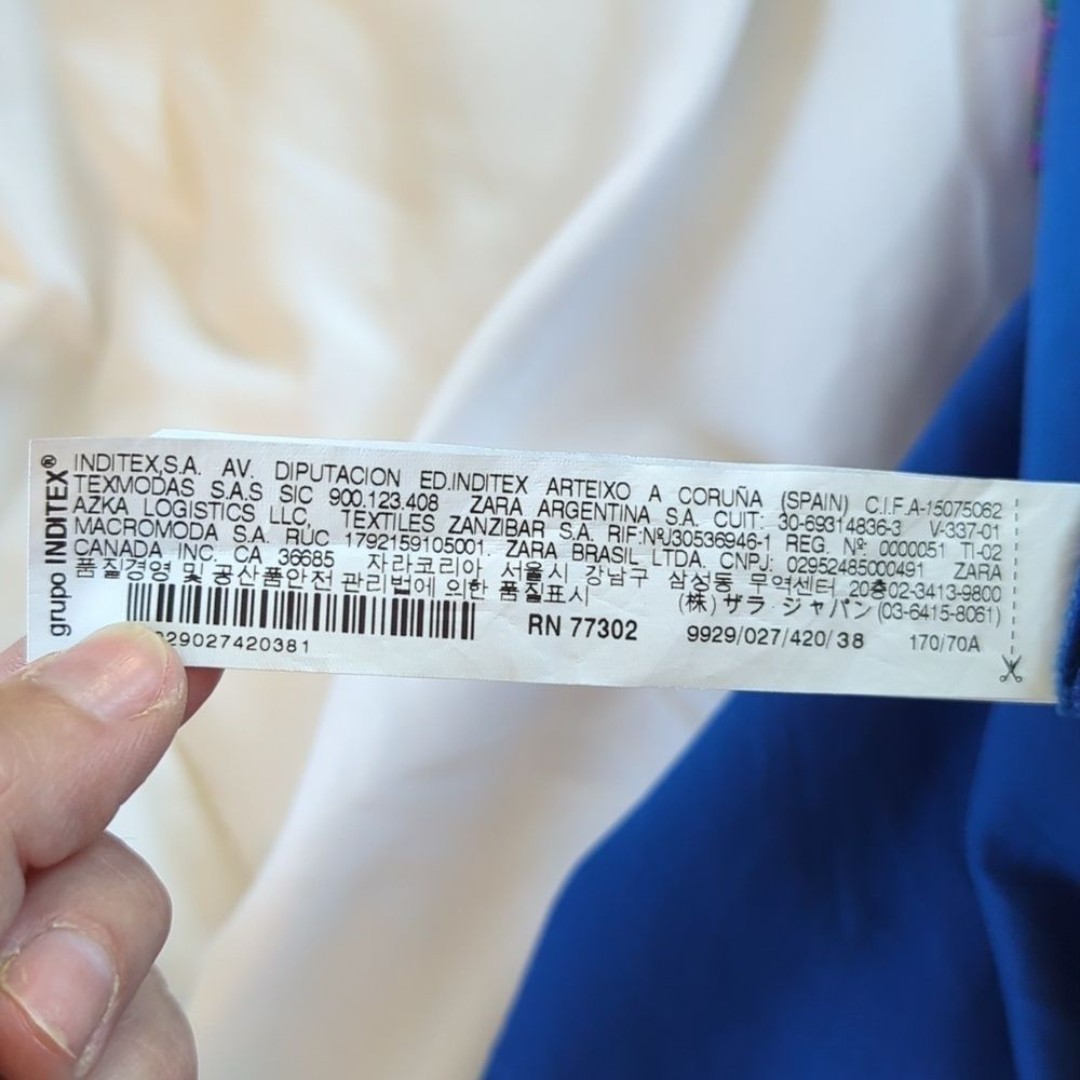 grupo INDITEX®
INDITEX,S.A. AV. DIPUTACION ED.INDITEX ARTEIXO A CORUÑA (SPAIN) C.I.F.A-15075062
TEXMODAS S.A.S SIC 900.123.408 ZARA ARGENTINA S.A. CUIT: 30-69314836-3 V-337-01
AZKA LOGISTICS LLC, TEXTILES ZANZIBAR S.A. RIF:NºJ30536946-1 REG. Nº: 0000051 TI-02
MACROMODA S.A. RUC 1792159105001. ZARA BRASIL LTDA. CNPJ: 02952485000491 ZARA
CANADA INC. CA 36685 자라코리아 서울시 강남구 삼성동 무역센터 20층02-3413-9800
품질경영 및 공산품안전 관리법에 의한 품질표시 (株) ザラ・ジャパン (03-6415-8061)
29027420381 RN 77302 9929/027/420/38 170/70A